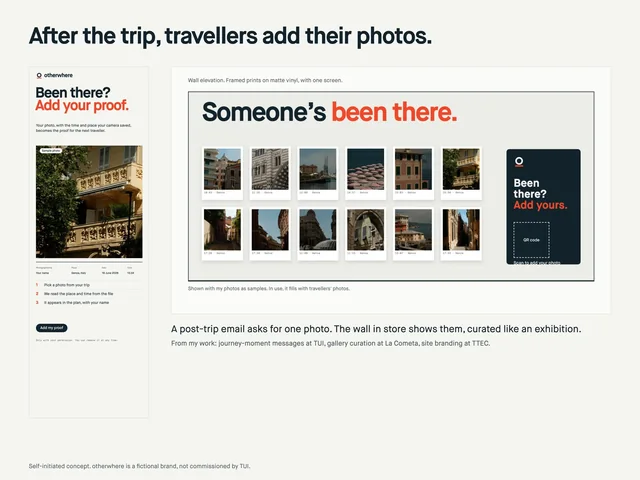 After the trip, travellers add their photos.
otherwhere
Been there?
Add your proof.
Your photo, with the time and place your camera saved,
becomes the proof for the next traveller.
Sample photo
Your name
1 Pick a photo from your trip
2 We read the place and time from the file
3 It appears in the plan, with your name
Add my proof
Wall elevation. Framed prints on matte vinyl, with one screen.
Someone's been there.
Been
there?
Add yours.
QR code
Scan to add your photo
Shown with my photos as samples. In use, it fills with travellers' photos.
A post-trip email asks for one photo. The wall in store shows them, curated like an exhibition.
From my work: journey-moment messages at TUI, gallery curation at La Cometa, site branding at TTEC.
Self-initiated concept. otherwhere is a fictional brand, not commissioned by TUI.